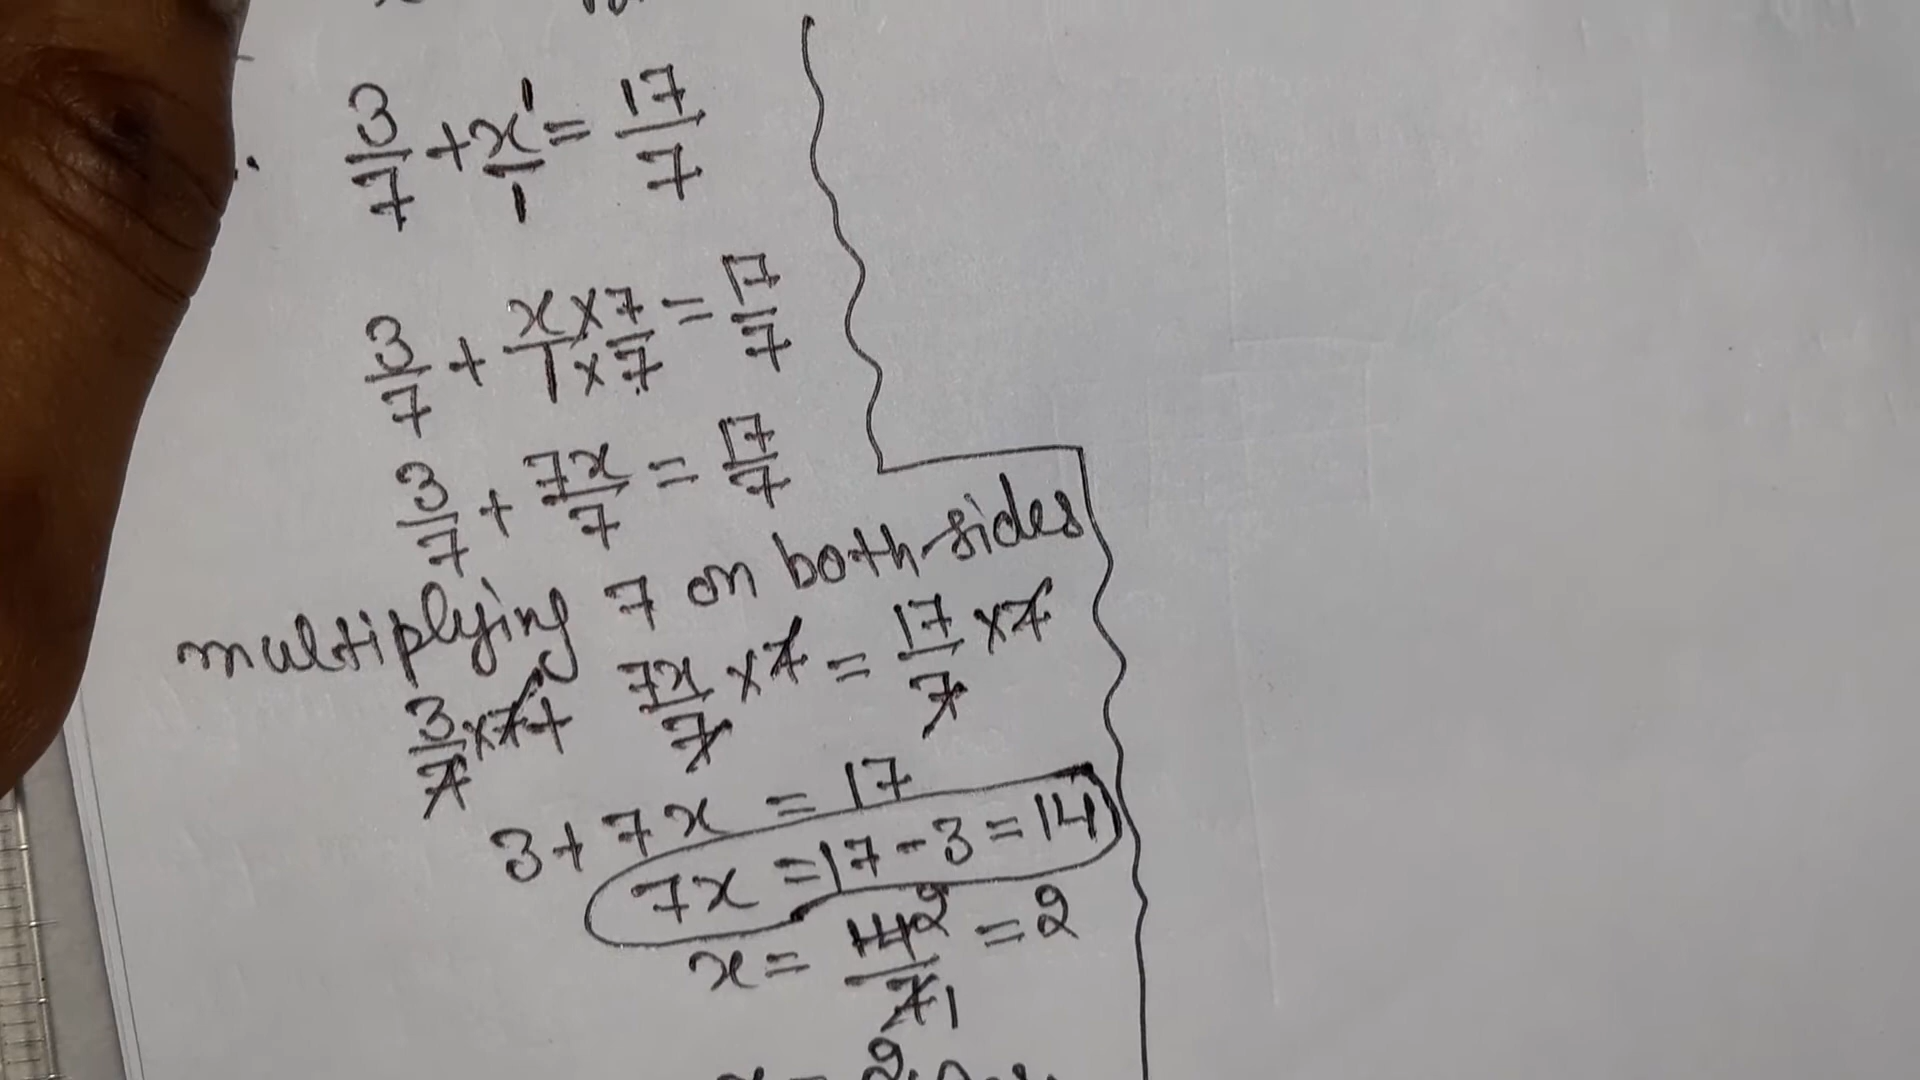 3/7 + x/1 = 17/7
3/7 + x×7/1×7 = 17/7
3/7 + 7x/7 = 17/7
multiplying 7 on both sides
3/7 ×7 + 7x/7 ×7 = 17/7 ×7
3+7x = 17
7x = 17-3 = 14
x = 14/7 = 2